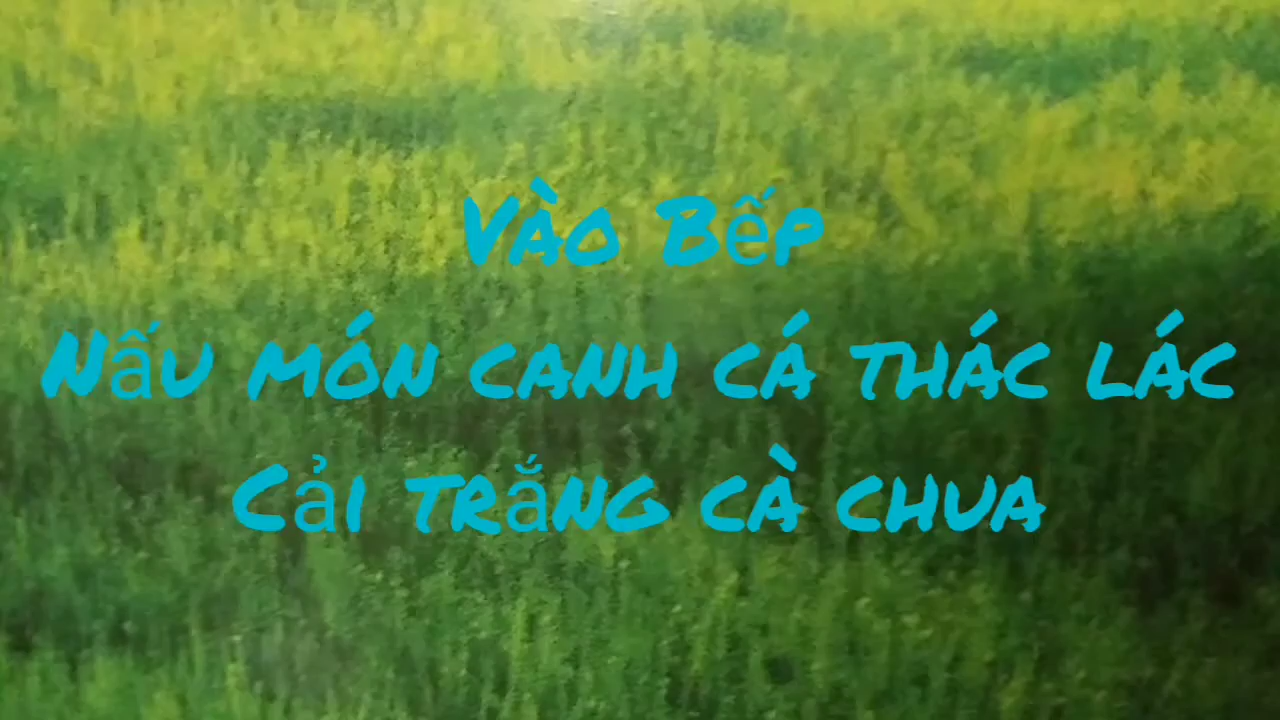 Vào Bếp
Nấu món canh cá thác lác
Cải trắng cà chua